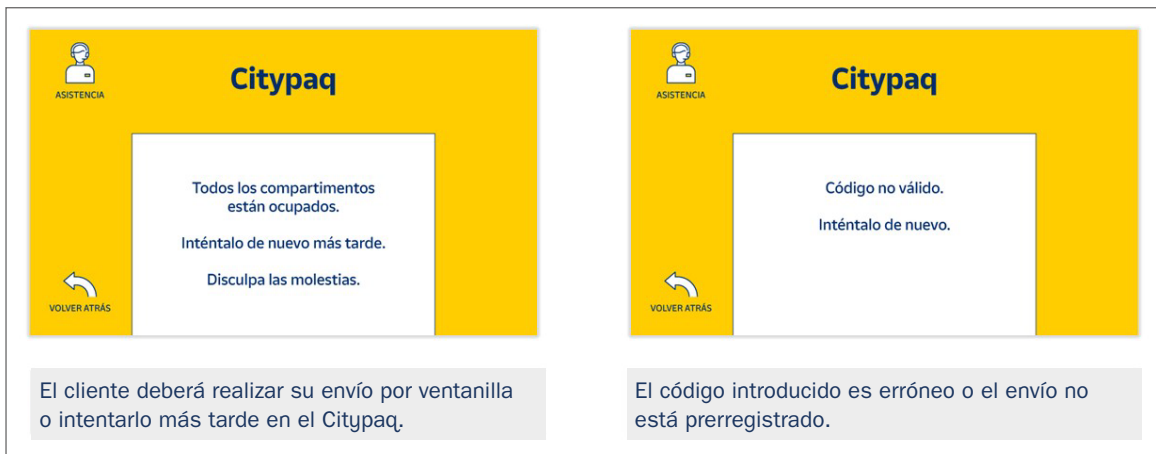 ASISTENCIA
Citypaq
Todos los compartimentos
están ocupados.
Inténtalo de nuevo más tarde.
Disculpa las molestias.
VOLVER ATRÁS
El cliente deberá realizar su envío por ventanilla
o intentarlo más tarde en el Citypaq.
ASISTENCIA
Citypaq
Código no válido.
Inténtalo de nuevo.
VOLVER ATRÁS
El código introducido es erróneo o el envío no
está prerregistrado.